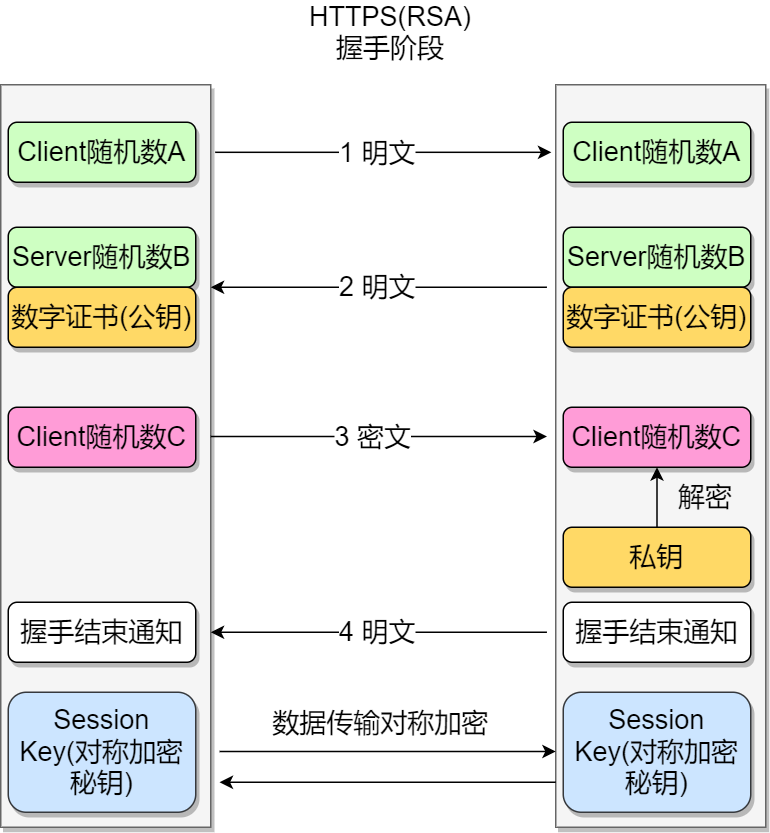 HTTPS(RSA)
握手阶段
Client随机数A
1 明文
Client随机数A
Server随机数B
数字证书(公钥)
2 明文
Server随机数B
数字证书(公钥)
Client随机数C
3 密文
Client随机数C
解密
私钥
握手结束通知
4 明文
握手结束通知
Session
Key(对称加密
秘钥)
数据传输对称加密
Session
Key(对称加密
秘钥)